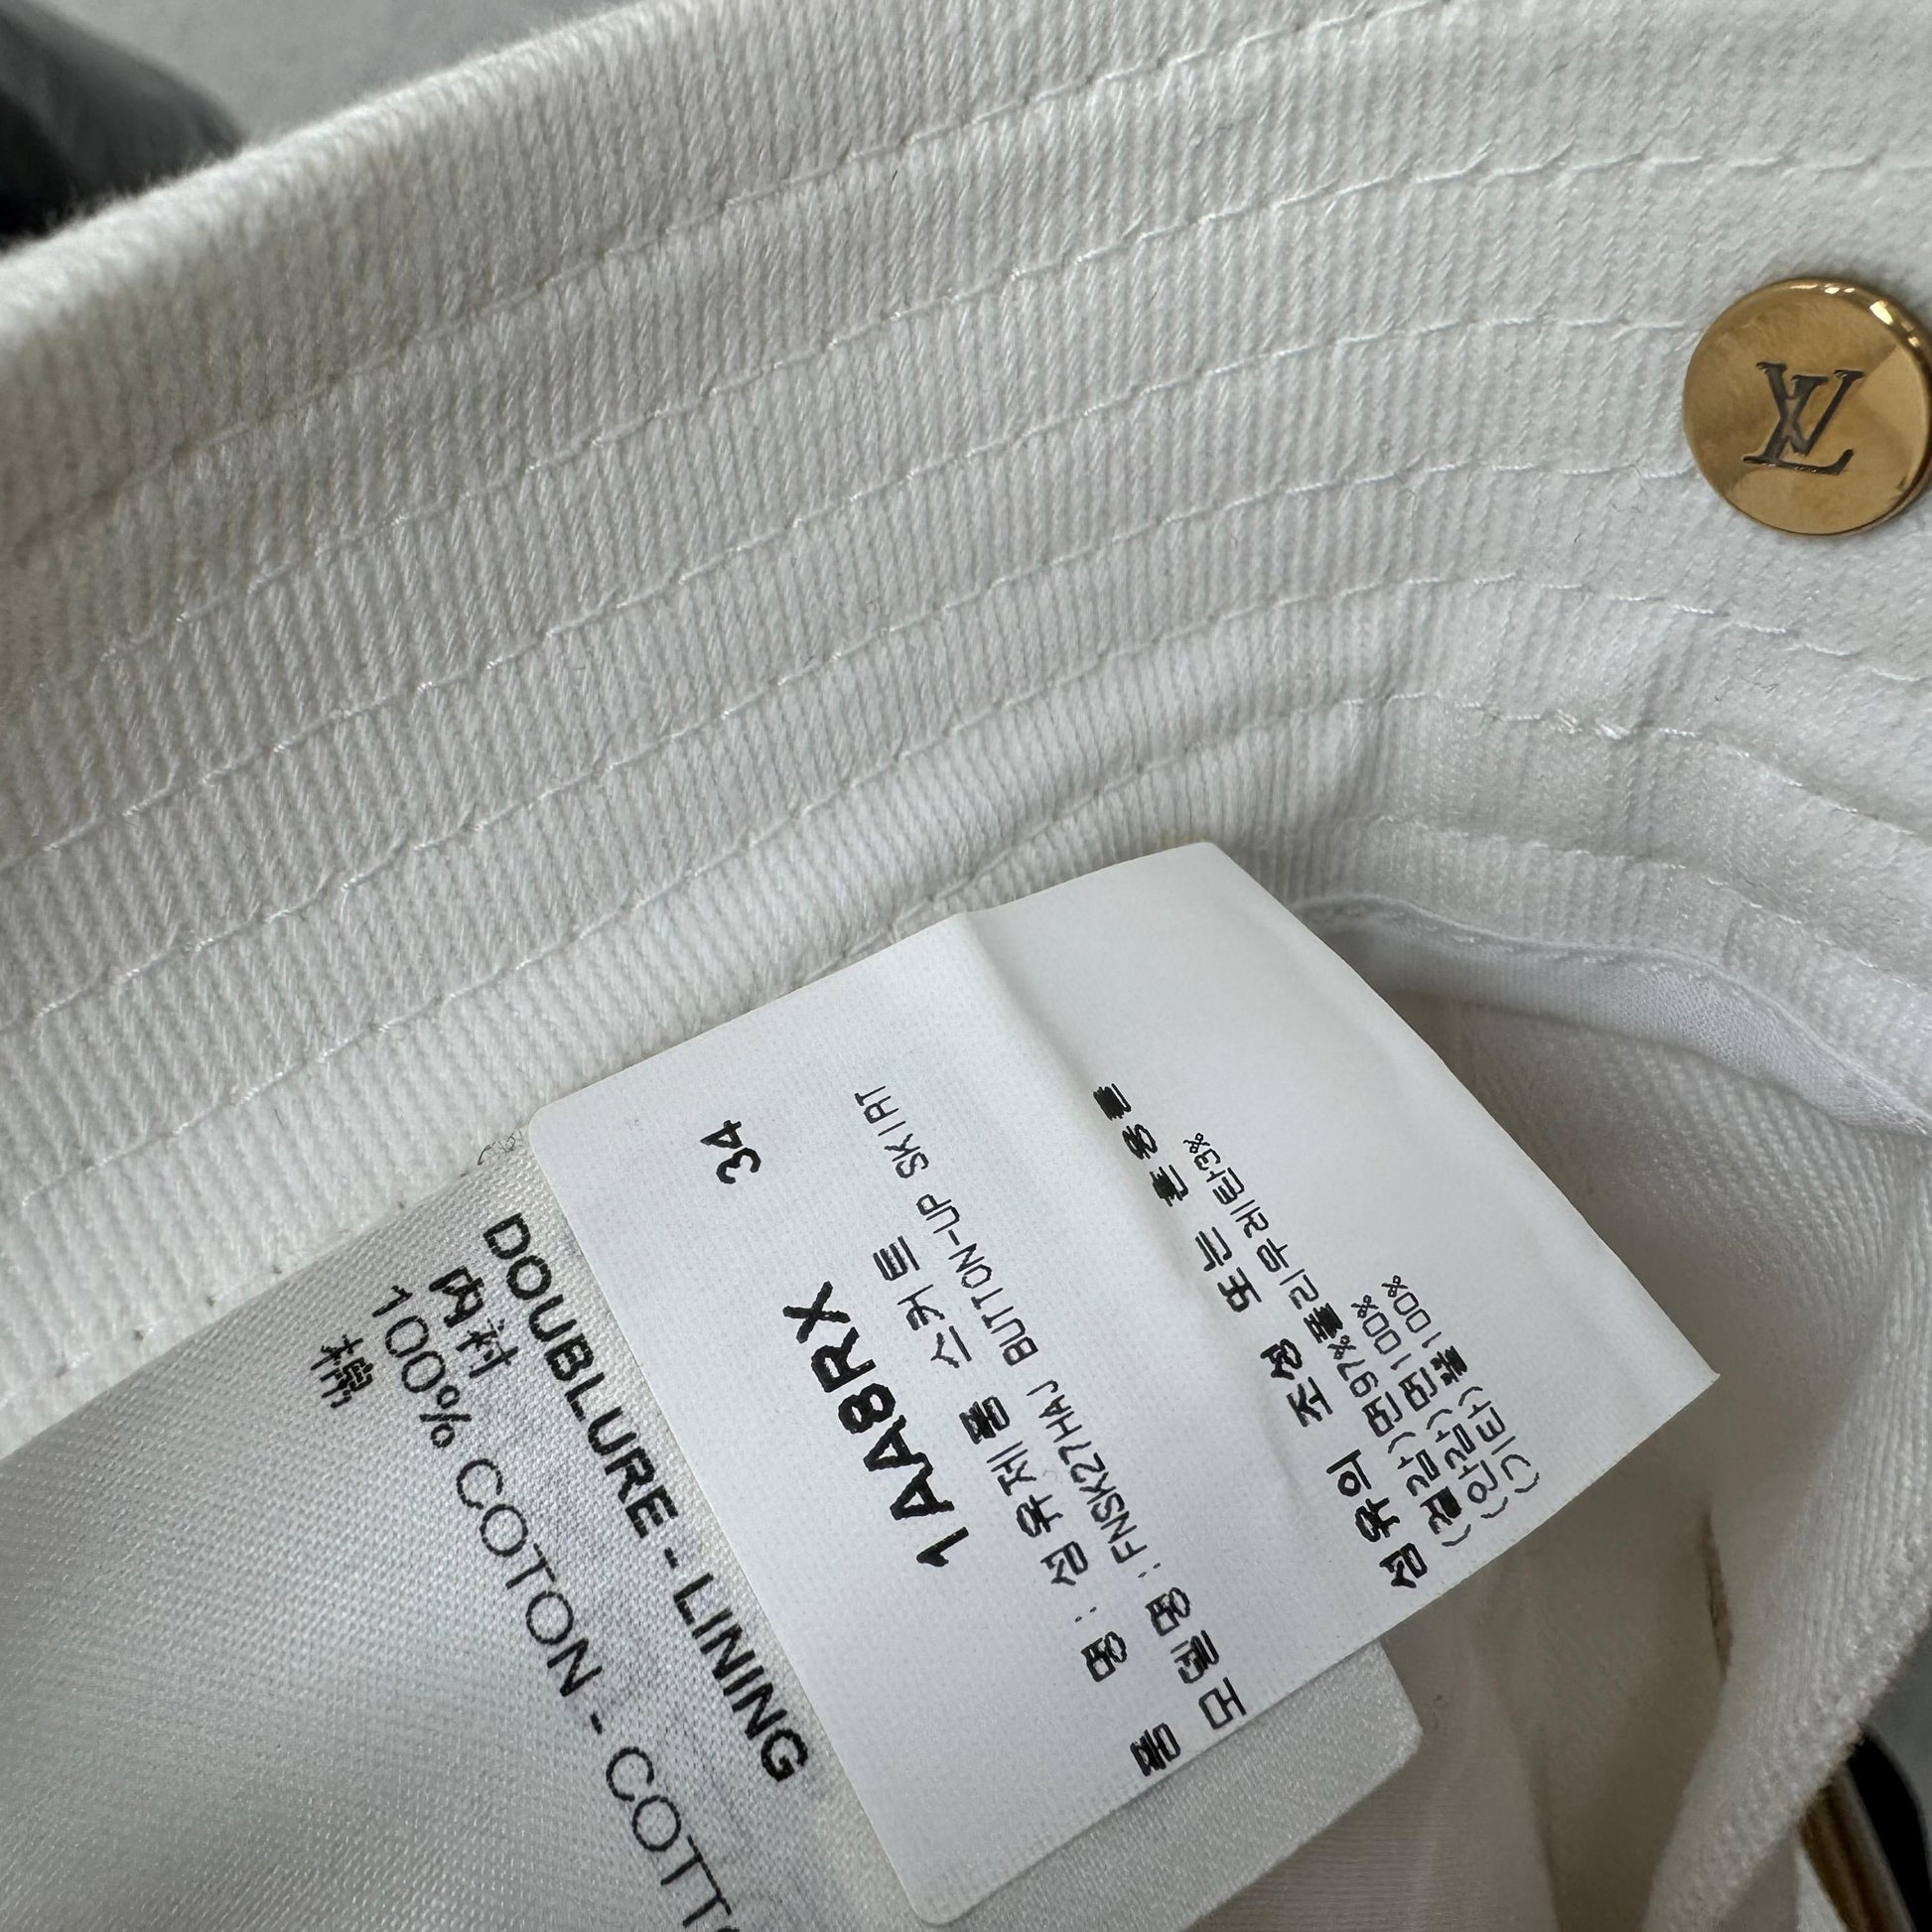 LV
34
1AA8RX
품 명 : 섬유제품 스커트
모델명 : FNSK27HAJ BUTTON-UP SKIRT
섬유의 조성 또는 혼용률
(겉감)면97%폴리우레탄3%
(안감)면100%
(기타)면100%
DOUBLURE - LINING
内衬
100% COTON - COTTO
棉